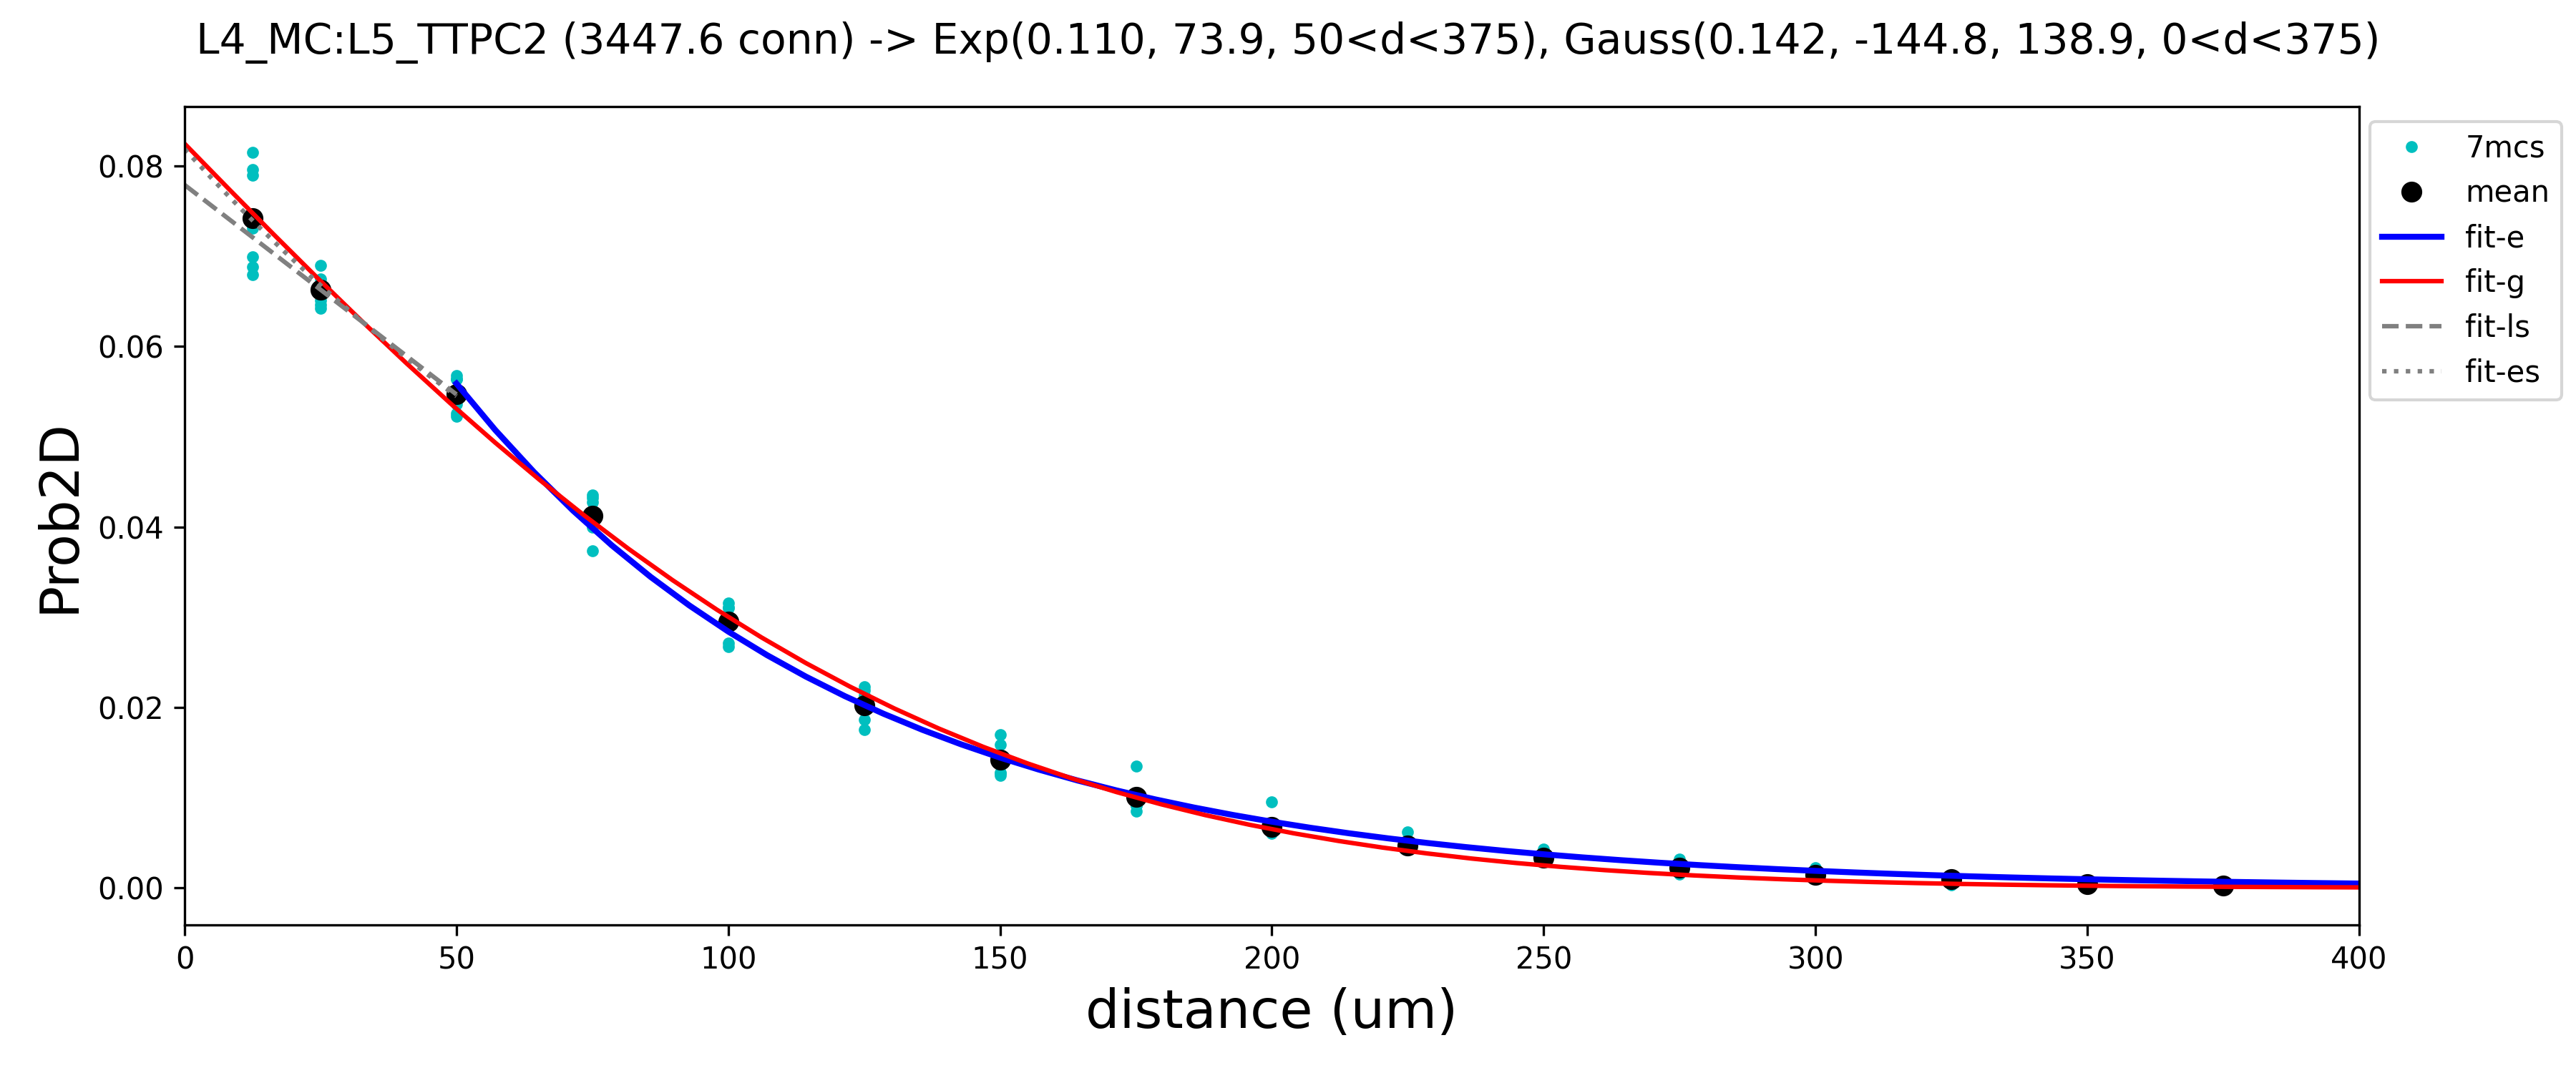 L4_MC:L5_TTPC2 (3447.6 conn) -> Exp(0.110, 73.9, 50<d<375), Gauss(0.142, -144.8, 138.9, 0<d<375)
7mcs
mean
fit-e
fit-g
fit-ls
fit-es
Prob2D
0.08
0.06
0.04
0.02
0.00
0 50 100 150 200 250 300 350 400
distance (um)